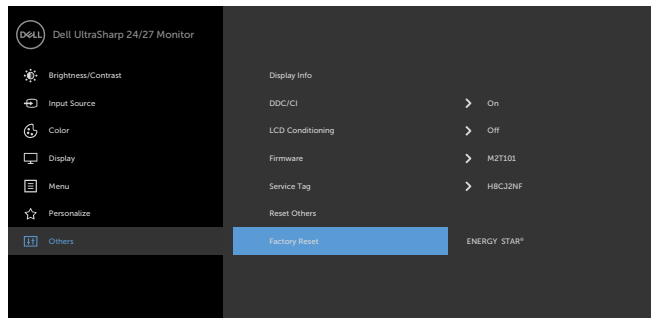 DELL Dell UltraSharp 24/27 Monitor
Brightness/Contrast Display Info
Input Source DDC/CI On
Color LCD Conditioning Off
Display Firmware M2T101
Menu Service Tag H8CJ2NF
Personalize Reset Others
Others Factory Reset ENERGY STAR®